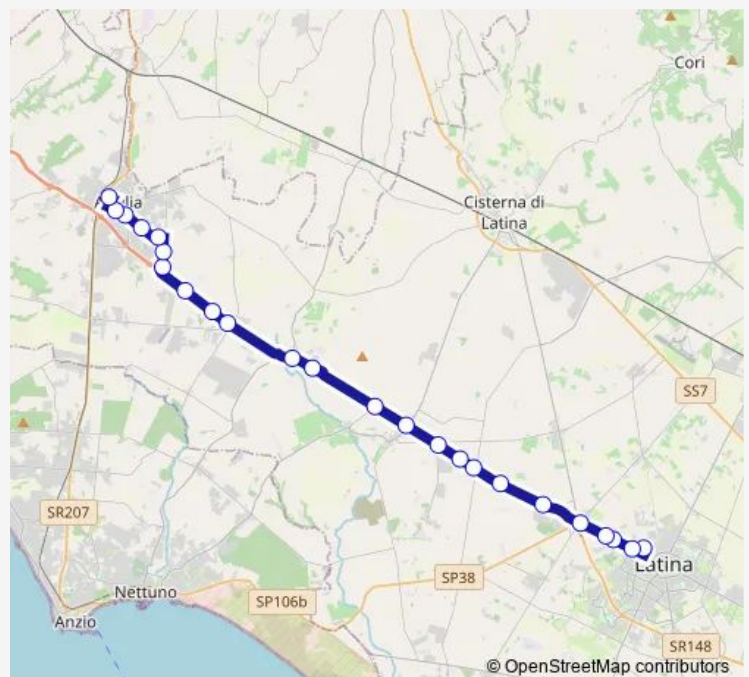 Cori
Cisterna di
Latina
SS7
SR207
Latina
Nettuno
SP38
SP106b
Anzio
SR148
© OpenStreetMap contributors